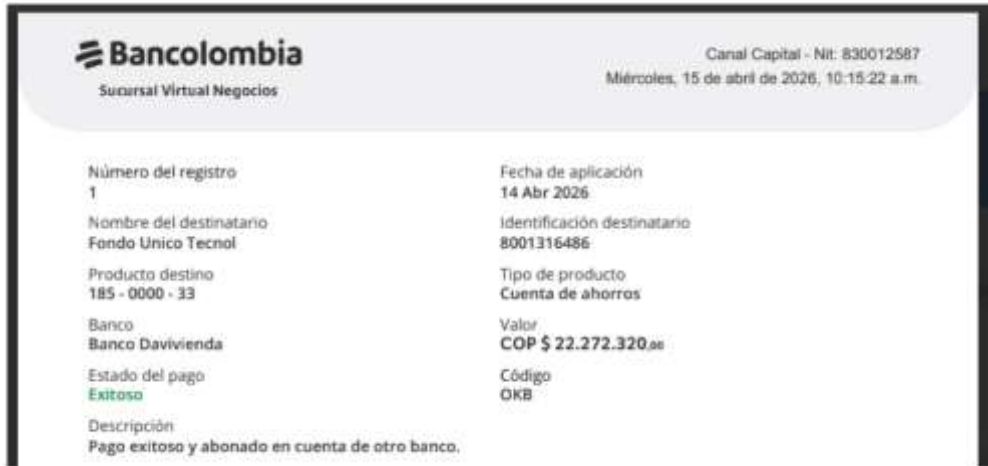 Bancolombia
Sucursal Virtual Negocios
Canal Capital - Nit: 830012587
Miércoles, 15 de abril de 2026, 10:15:22 a.m.
Número del registro
1
Fecha de aplicación
14 Abr 2026
Nombre del destinatario
Fondo Unico Tecnol
Identificación destinatario
8001316486
Producto destino
185 - 0000 - 33
Tipo de producto
Cuenta de ahorros
Banco
Banco Davivienda
Valor
COP $ 22.272.320,00
Estado del pago
Exitoso
Código
OKB
Descripción
Pago exitoso y abonado en cuenta de otro banco.